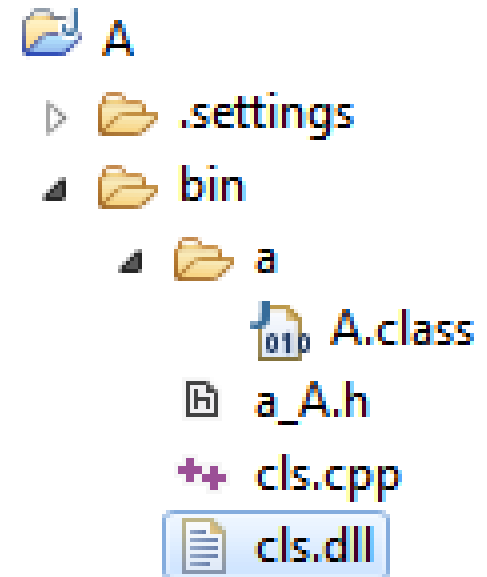 A
.settings
bin
a
A.class
a_A.h
cls.cpp
cls.dll